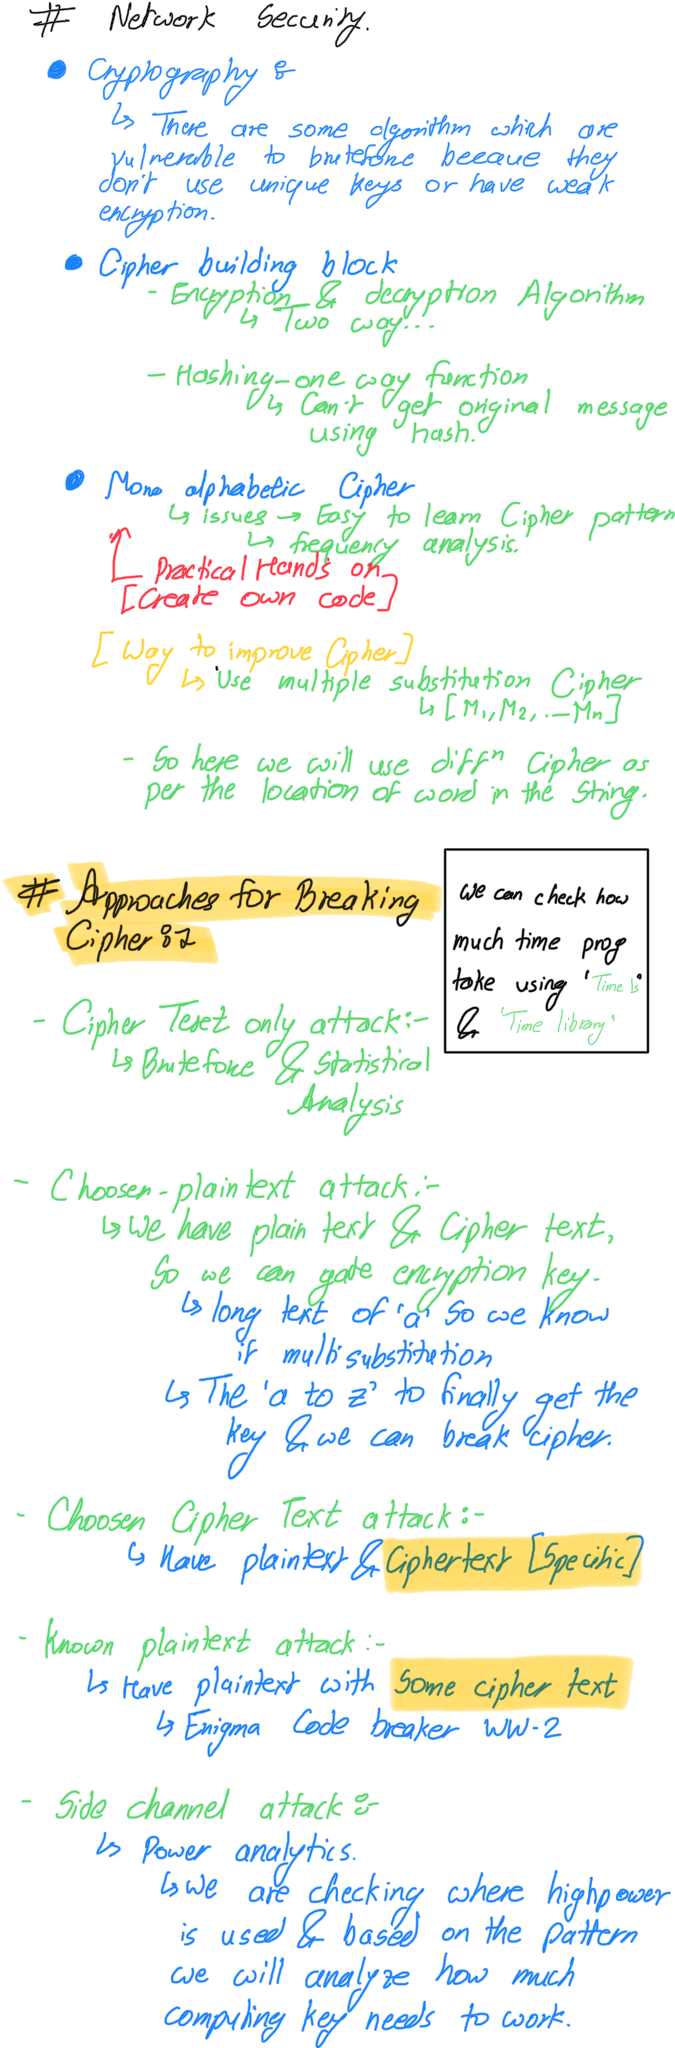 # Network Security.
Cryptography :-
↳ There are some algorithm which are
vulnerable to bruteforce beecaue they
don't use unique keys or have weak
encryption.
Cipher building block
- Encryption & decryption Algorithm
↳ Two way...
- Hashing - one way function
↳ Can't get original message
using hash.
Mono alphabetic Cipher
↳ issues → Easy to learn Cipher pattern
↳ frequency analysis.
Practical Hands on
[Create own code]
[Way to improve Cipher]
↳ Use multiple substitution Cipher
↳ [M1, M2, ... Mn]
- So here we will use diffn Cipher as
per the location of word in the String.
# Approaches for Breaking
Cipher :-
we can check how
much time prog
take using 'Time ls'
& 'Time library'
- Cipher Text only attack :-
↳ Bruteforce & Statistical
Analysis
- Choosen - plaintext attack :-
↳ We have plain text & Cipher text,
So we can gate encryption key.
↳ long text of 'a' so we know
if multi substitution
↳ The 'a to z' to finally get the
key & we can break cipher.
- Choosen Cipher Text attack :-
↳ Have plaintext & Ciphertext [Specific]
- Known plaintext attack :-
↳ Have plaintext with Some cipher text
↳ Enigma Code breaker WW-2
- Side channel attack :-
↳ Power analytics.
↳ We are checking where highpower
is used & based on the pattern
we will analyze how much
computing key needs to work.